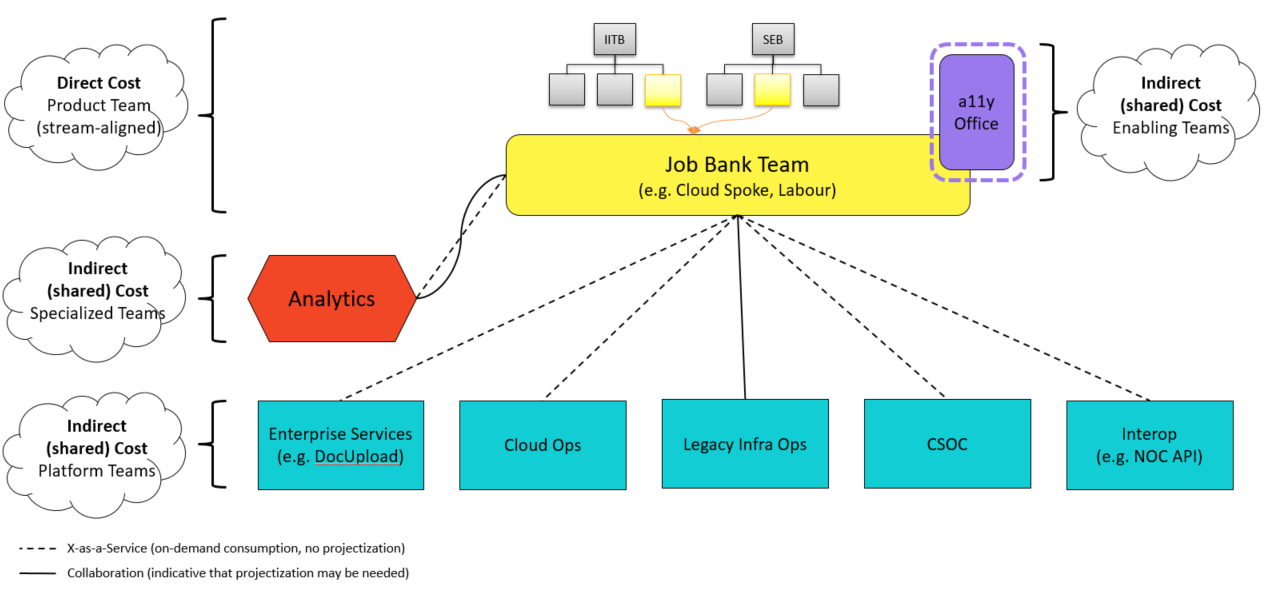 IITB
SEB
Direct Cost
Product Team
(stream-aligned)
a11y
Office
Indirect
(shared) Cost
Enabling Teams
Job Bank Team
(e.g. Cloud Spoke, Labour)
Indirect
(shared) Cost
Specialized Teams
Analytics
Indirect
(shared) Cost
Platform Teams
Enterprise Services
(e.g. DocUpload)
Cloud Ops
Legacy Infra Ops
CSOC
Interop
(e.g. NOC API)
X-as-a-Service (on-demand consumption, no projectization)
Collaboration (indicative that projectization may be needed)